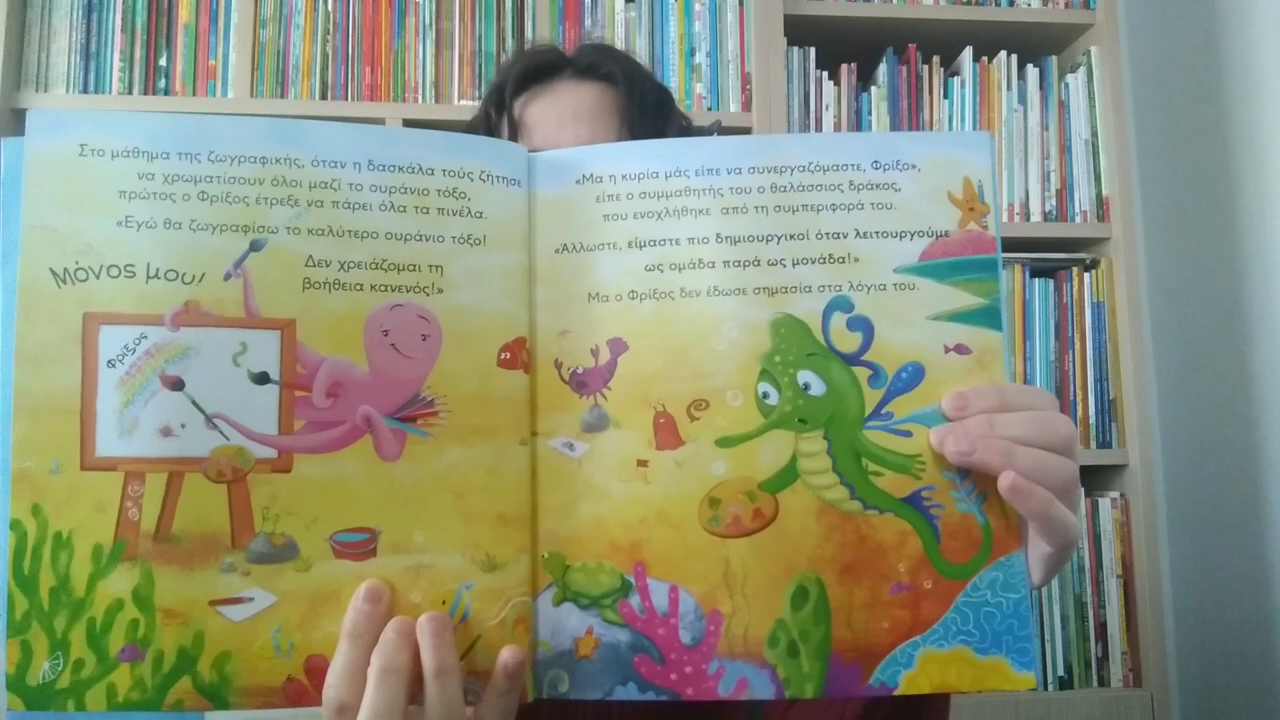 Στο μάθημα της ζωγραφικής, όταν η δασκάλα τούς ζήτησε
να χρωματίσουν όλοι μαζί το ουράνιο τόξο,
πρώτος ο Φρίξος έτρεξε να πάρει όλα τα πινέλα.
«Εγώ θα ζωγραφίσω το καλύτερο ουράνιο τόξο!
Μόνος μου!
Δεν χρειάζομαι τη
βοήθεια κανενός!»
Φρίξος
«Μα η κυρία μάς είπε να συνεργαζόμαστε, Φρίξο»,
είπε ο συμμαθητής του ο θαλάσσιος δράκος,
που ενοχλήθηκε από τη συμπεριφορά του.
«Άλλωστε, είμαστε πιο δημιουργικοί όταν λειτουργούμε
ως ομάδα παρά ως μονάδα!»
Μα ο Φρίξος δεν έδωσε σημασία στα λόγια του.